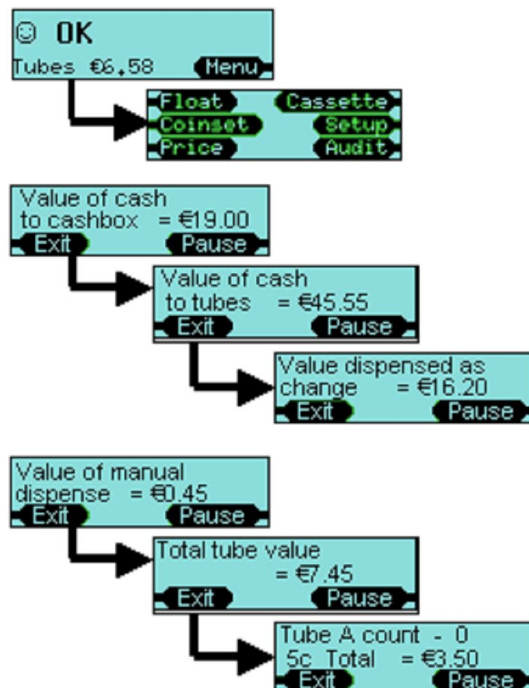 ☺ OK
Tubes €6.58 Menu
Float Cassette
Coinset Setup
Price Audit
Value of cash
to cashbox = €19.00
Exit Pause
Value of cash
to tubes = €45.55
Exit Pause
Value dispensed as
change = €16.20
Exit Pause
Value of manual
dispense = €0.45
Exit Pause
Total tube value
= €7.45
Exit Pause
Tube A count - 0
5c Total = €3.50
Exit Pause